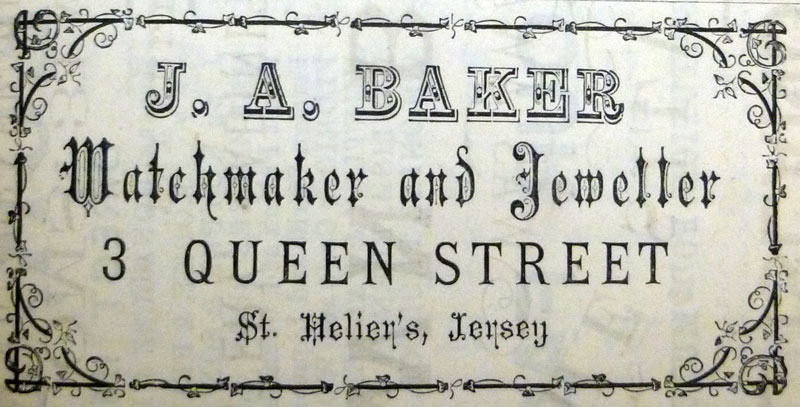 J. A. BAKER
Watchmaker and Jeweller
3 QUEEN STREET
St. Helier's, Jersey